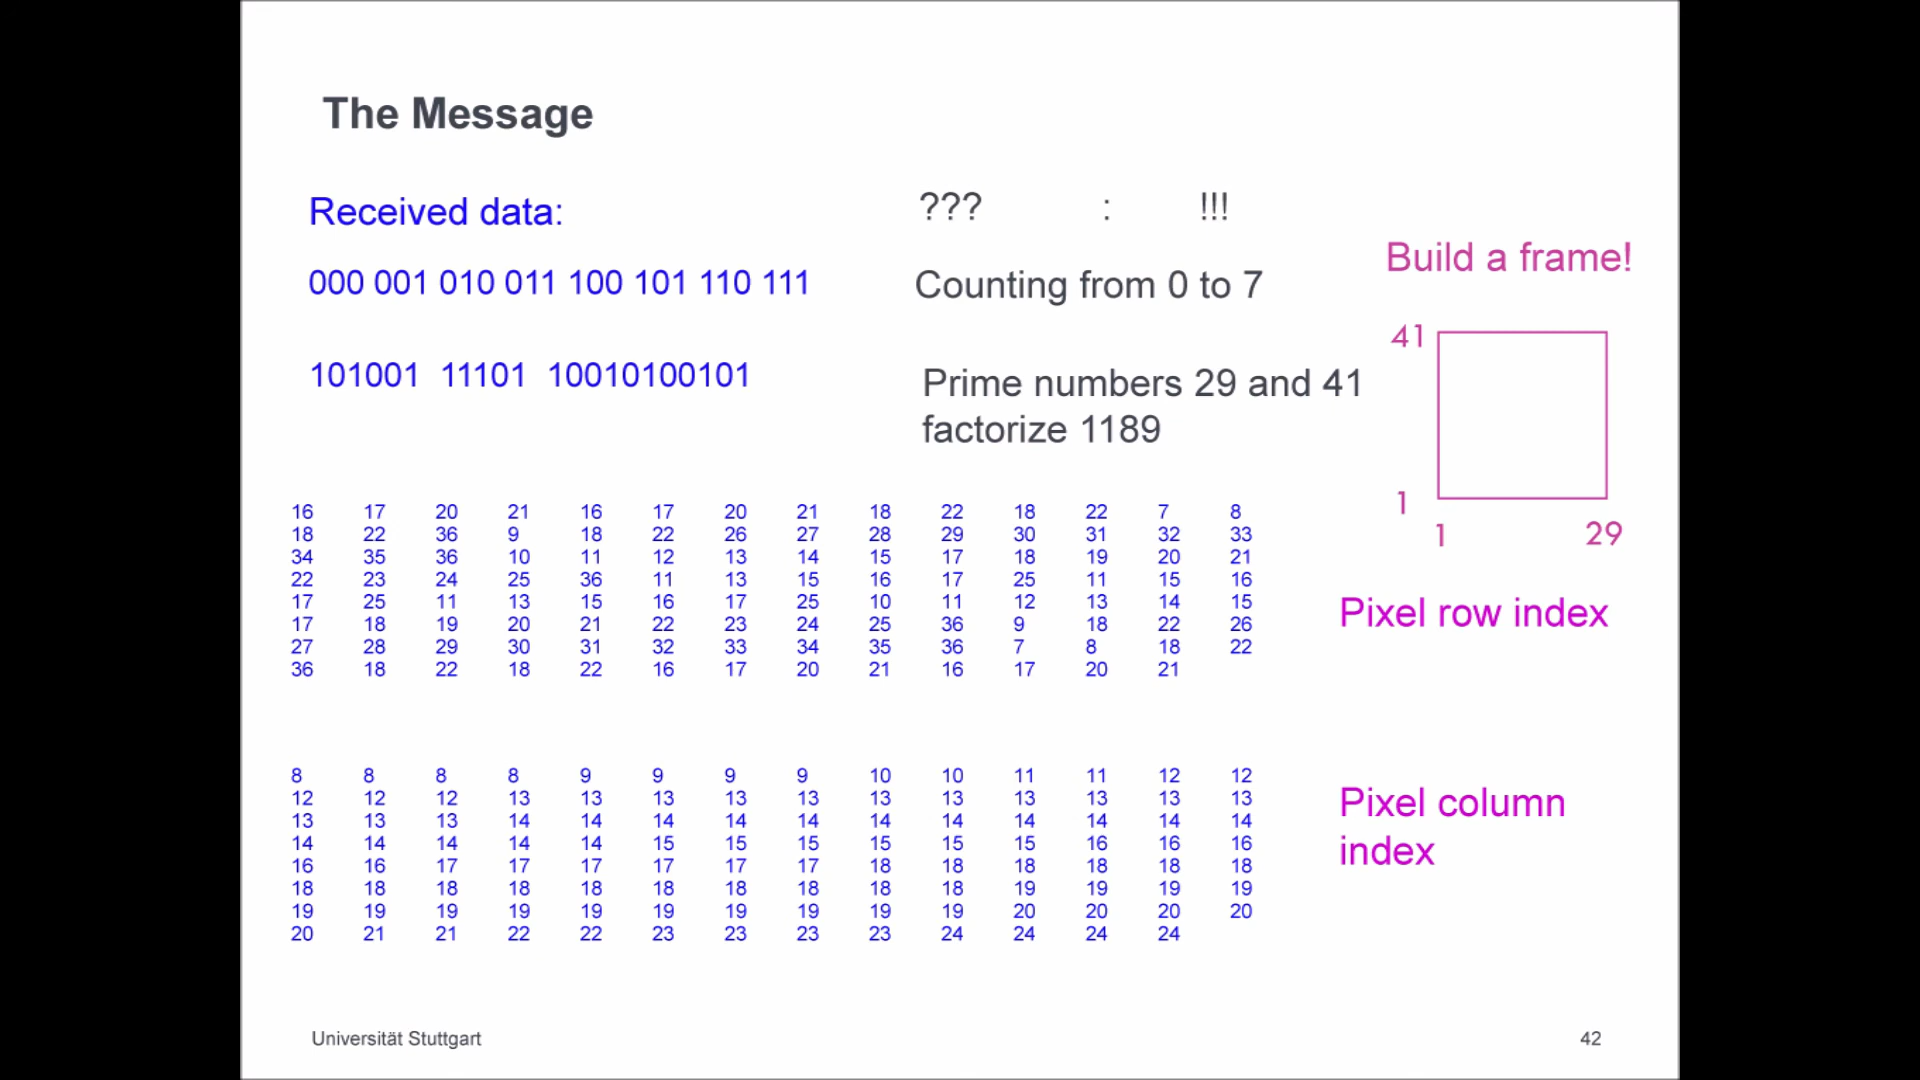 The Message
Received data:
??? : !!!
Build a frame!
000 001 010 011 100 101 110 111
Counting from 0 to 7
41
101001 11101 10010100101
Prime numbers 29 and 41
factorize 1189
1
1 29
16 17 20 21 16 17 20 21 18 22 18 22 7 8
18 22 36 9 18 22 26 27 28 29 30 31 32 33
34 35 36 10 11 12 13 14 15 17 18 19 20 21
22 23 24 25 36 11 13 15 16 17 25 11 15 16
17 25 11 13 15 16 17 25 10 11 12 13 14 15
17 18 19 20 21 22 23 24 25 36 9 18 22 26
27 28 29 30 31 32 33 34 35 36 7 8 18 22
36 18 22 18 22 16 17 20 21 16 17 20 21
Pixel row index
8 8 8 8 9 9 9 9 10 10 11 11 12 12
12 12 12 13 13 13 13 13 13 13 13 13 13 13
13 13 13 14 14 14 14 14 14 14 14 14 14 14
14 14 14 14 14 15 15 15 15 15 15 16 16 16
16 16 17 17 17 17 17 17 18 18 18 18 18 18
18 18 18 18 18 18 18 18 18 18 19 19 19 19
19 19 19 19 19 19 19 19 19 19 20 20 20 20
20 21 21 22 22 23 23 23 23 24 24 24 24
Pixel column
index
Universität Stuttgart
42